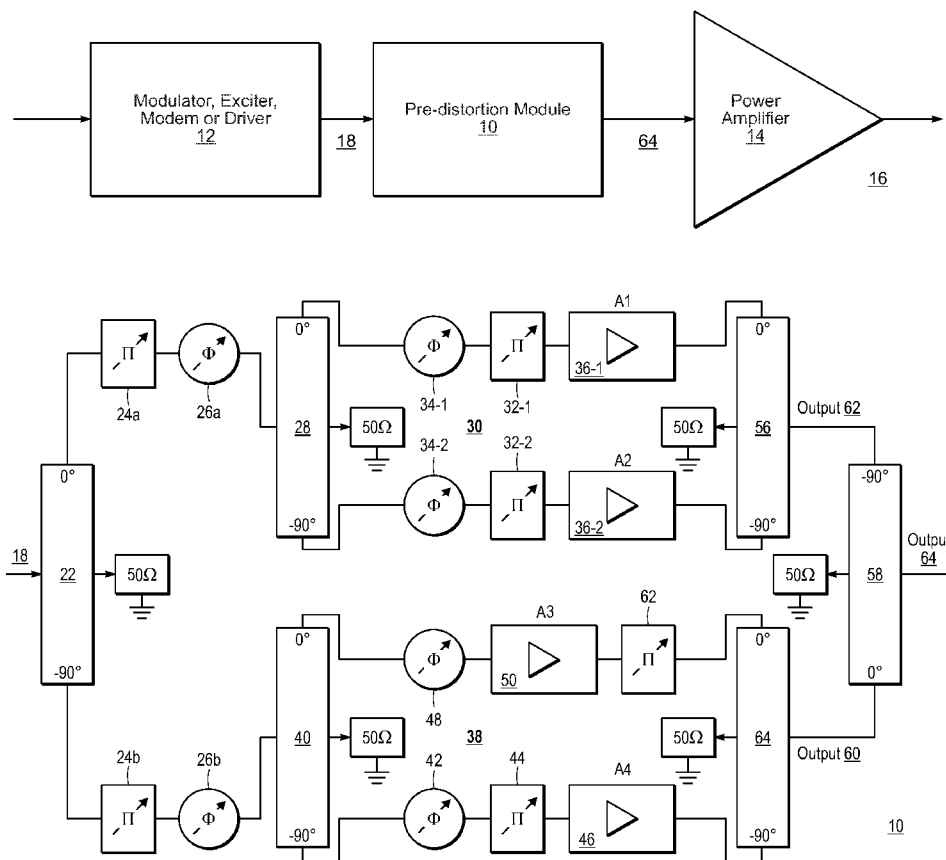 Modulator, Exciter,
Modem or Driver
12
18
Pre-distortion Module
10
64
Power
Amplifier
14
16
Π
24a
Φ
26a
0°
28
-90°
50Ω
Φ
34-1
Π
32-1
A1
36-1
30
34-2
Φ
32-2
Π
A2
36-2
0°
56
-90°
50Ω
Output 62
18
0°
22
-90°
50Ω
-90°
58
0°
50Ω
Output
64
24b
Π
26b
Φ
0°
40
-90°
50Ω
Φ
48
A3
50
62
Π
38
42
Φ
44
Π
A4
46
0°
64
-90°
50Ω
Output 60
10